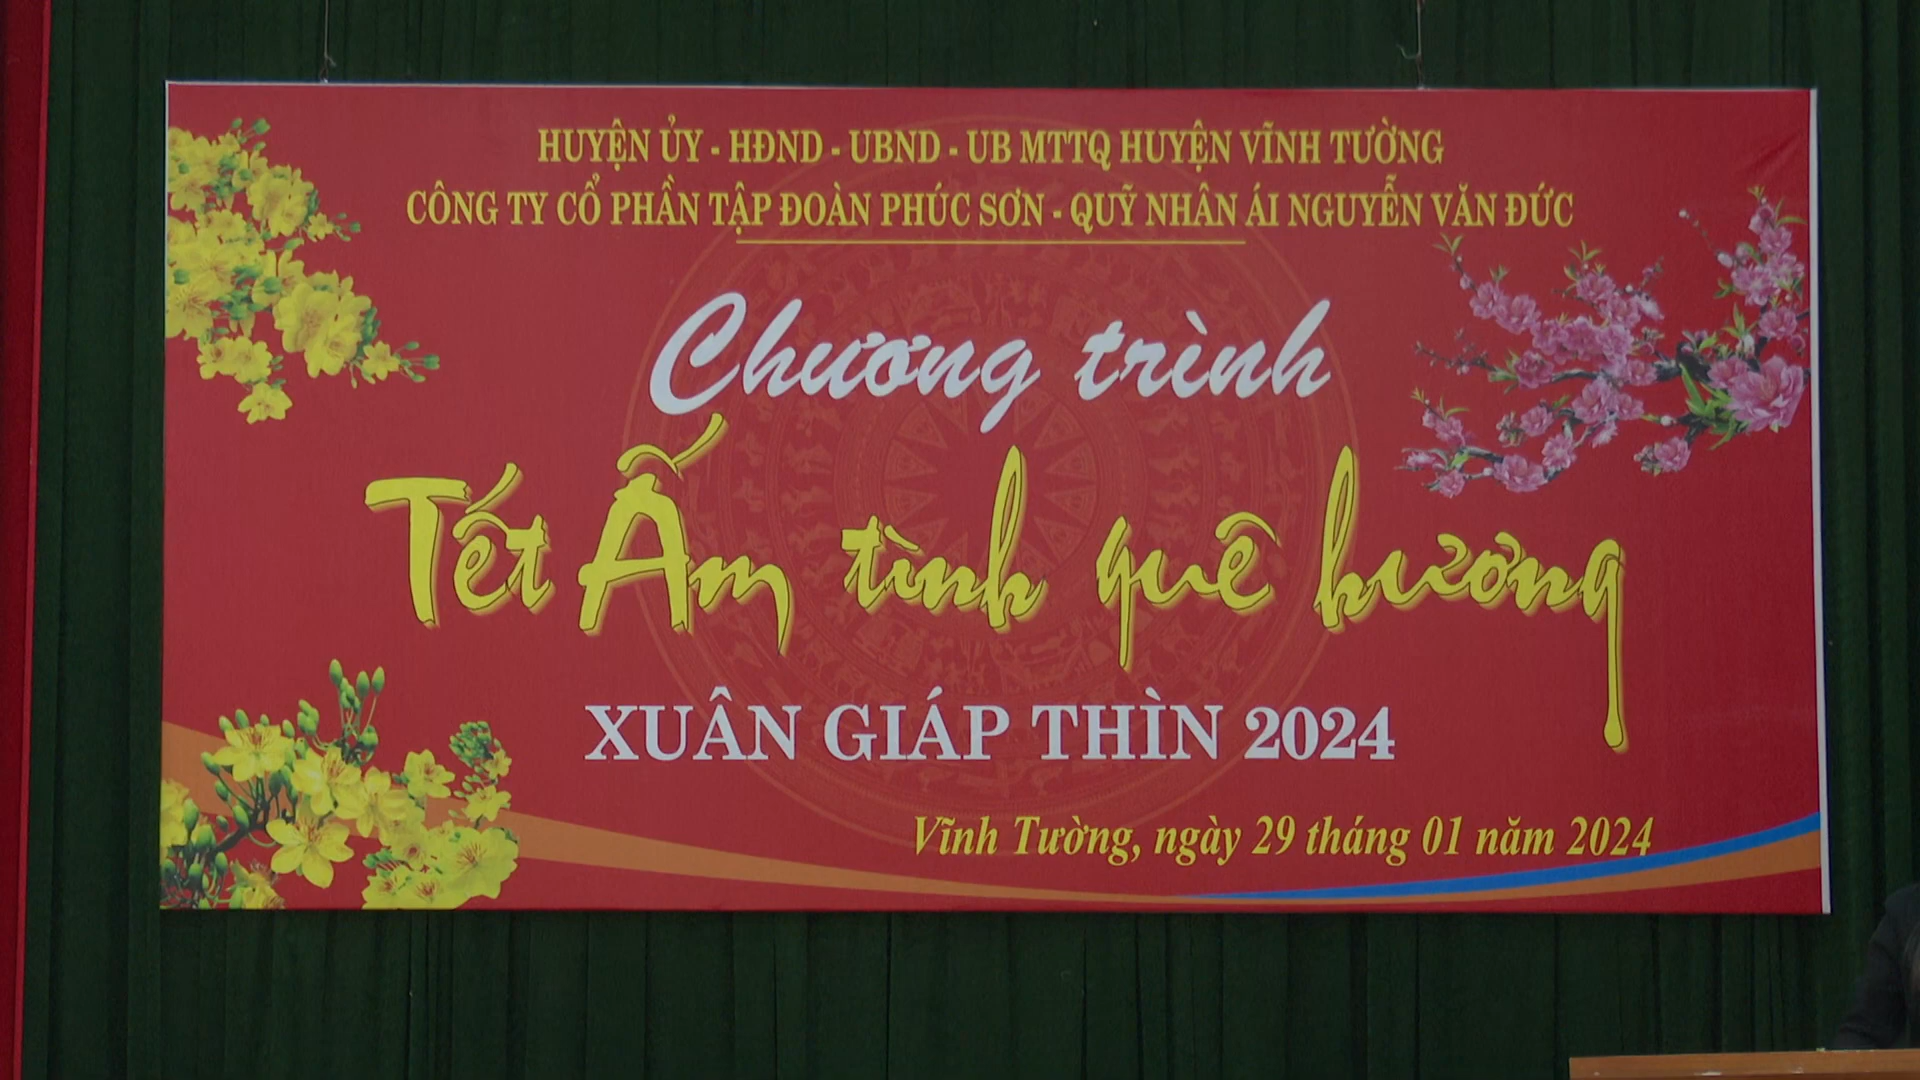 HUYỆN ỦY - HĐND - UBND - UB MTTQ HUYỆN VĨNH TƯỜNG
CÔNG TY CỔ PHẦN TẬP ĐOÀN PHÚC SƠN - QUỸ NHÂN ÁI NGUYỄN VĂN ĐỨC
Chương trình
Tết Ấm tình quê hương
XUÂN GIÁP THÌN 2024
Vĩnh Tường, ngày 29 tháng 01 năm 2024